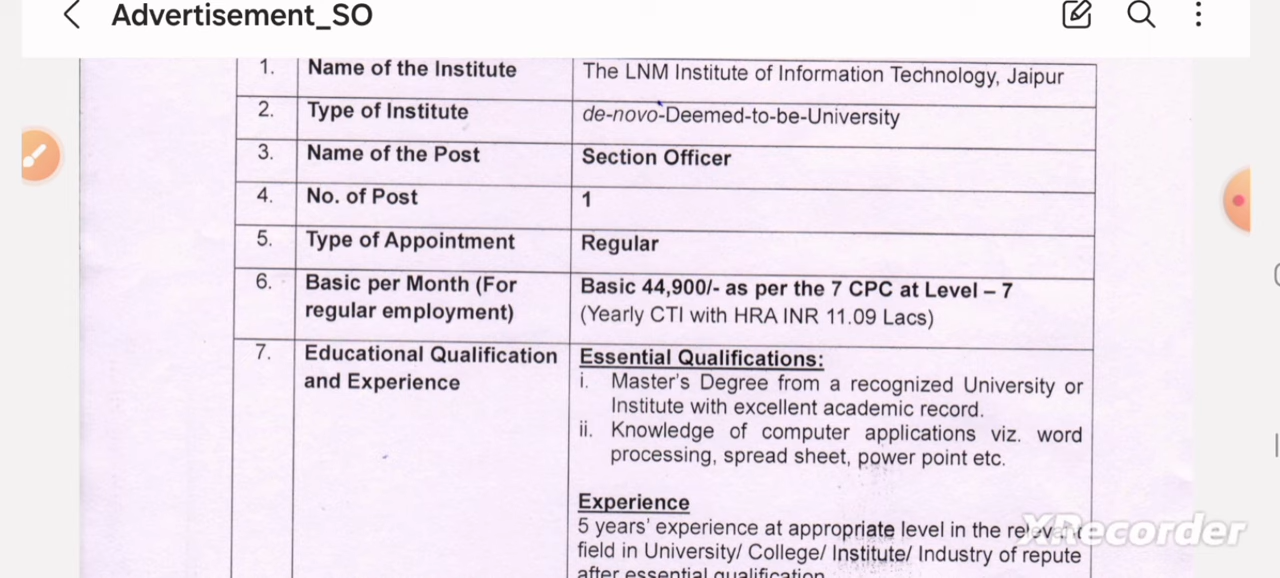 Advertisement_SO
1. Name of the Institute The LNM Institute of Information Technology, Jaipur
2. Type of Institute de-novo-Deemed-to-be-University
3. Name of the Post Section Officer
4. No. of Post 1
5. Type of Appointment Regular
6. Basic per Month (For Basic 44,900/- as per the 7 CPC at Level – 7
regular employment) (Yearly CTI with HRA INR 11.09 Lacs)
7. Educational Qualification Essential Qualifications:
and Experience i. Master's Degree from a recognized University or
Institute with excellent academic record.
ii. Knowledge of computer applications viz. word
processing, spread sheet, power point etc.
Experience
5 years' experience at appropriate level in the relevant
field in University/ College/ Institute/ Industry of repute
after essential qualification
XRecorder